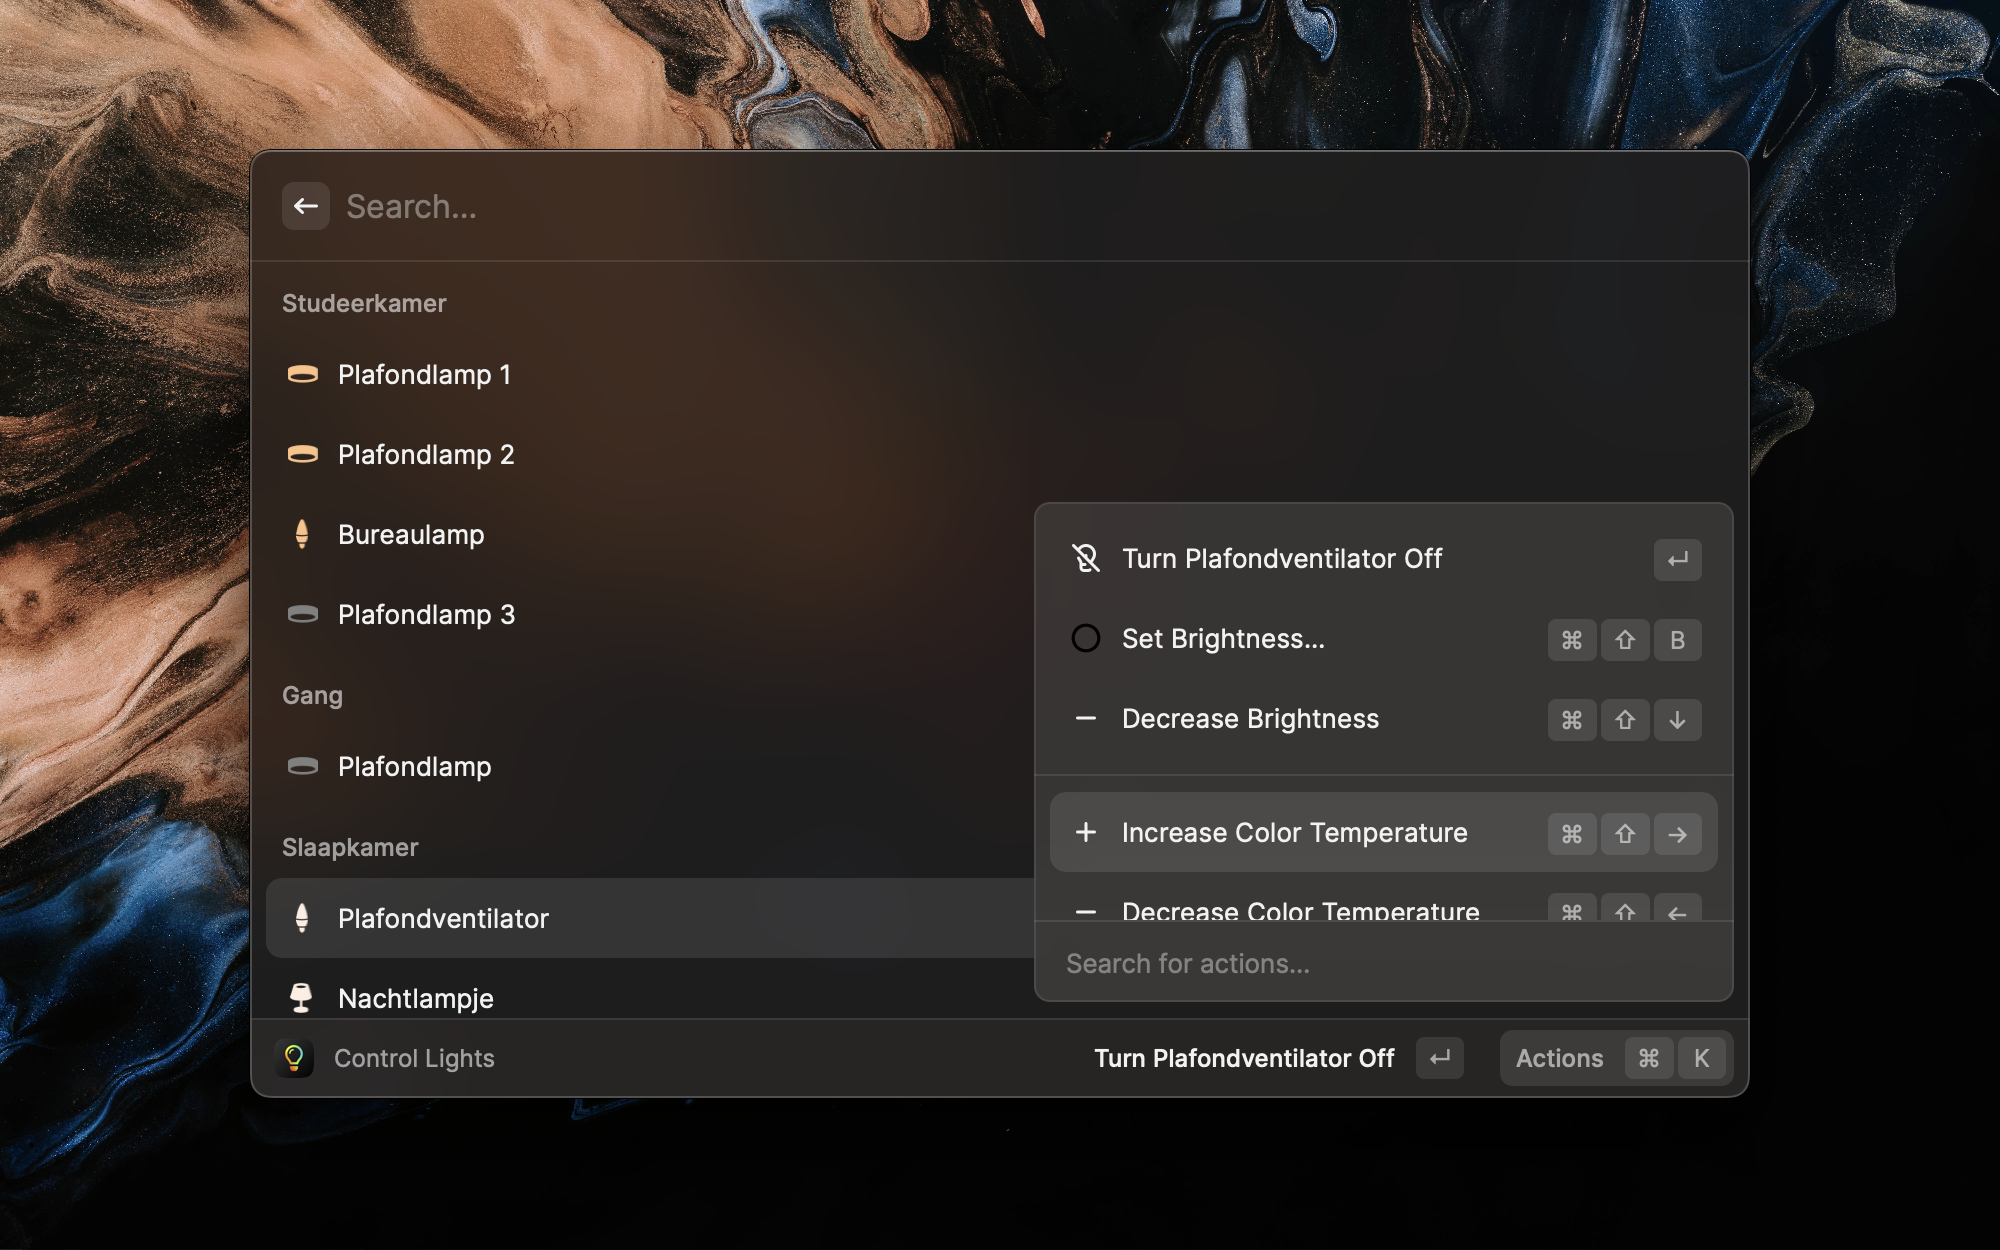 Search...
Studeerkamer
Plafondlamp 1
Plafondlamp 2
Bureaulamp
Plafondlamp 3
Gang
Plafondlamp
Slaapkamer
Plafondventilator
Nachtlampje
Turn Plafondventilator Off ↵
Set Brightness... ⌘ ⇧ B
Decrease Brightness ⌘ ⇧ ↓
Increase Color Temperature ⌘ ⇧ →
Decrease Color Temperature ⌘ ⇧ ←
Search for actions...
Control Lights Turn Plafondventilator Off ↵ Actions ⌘ K